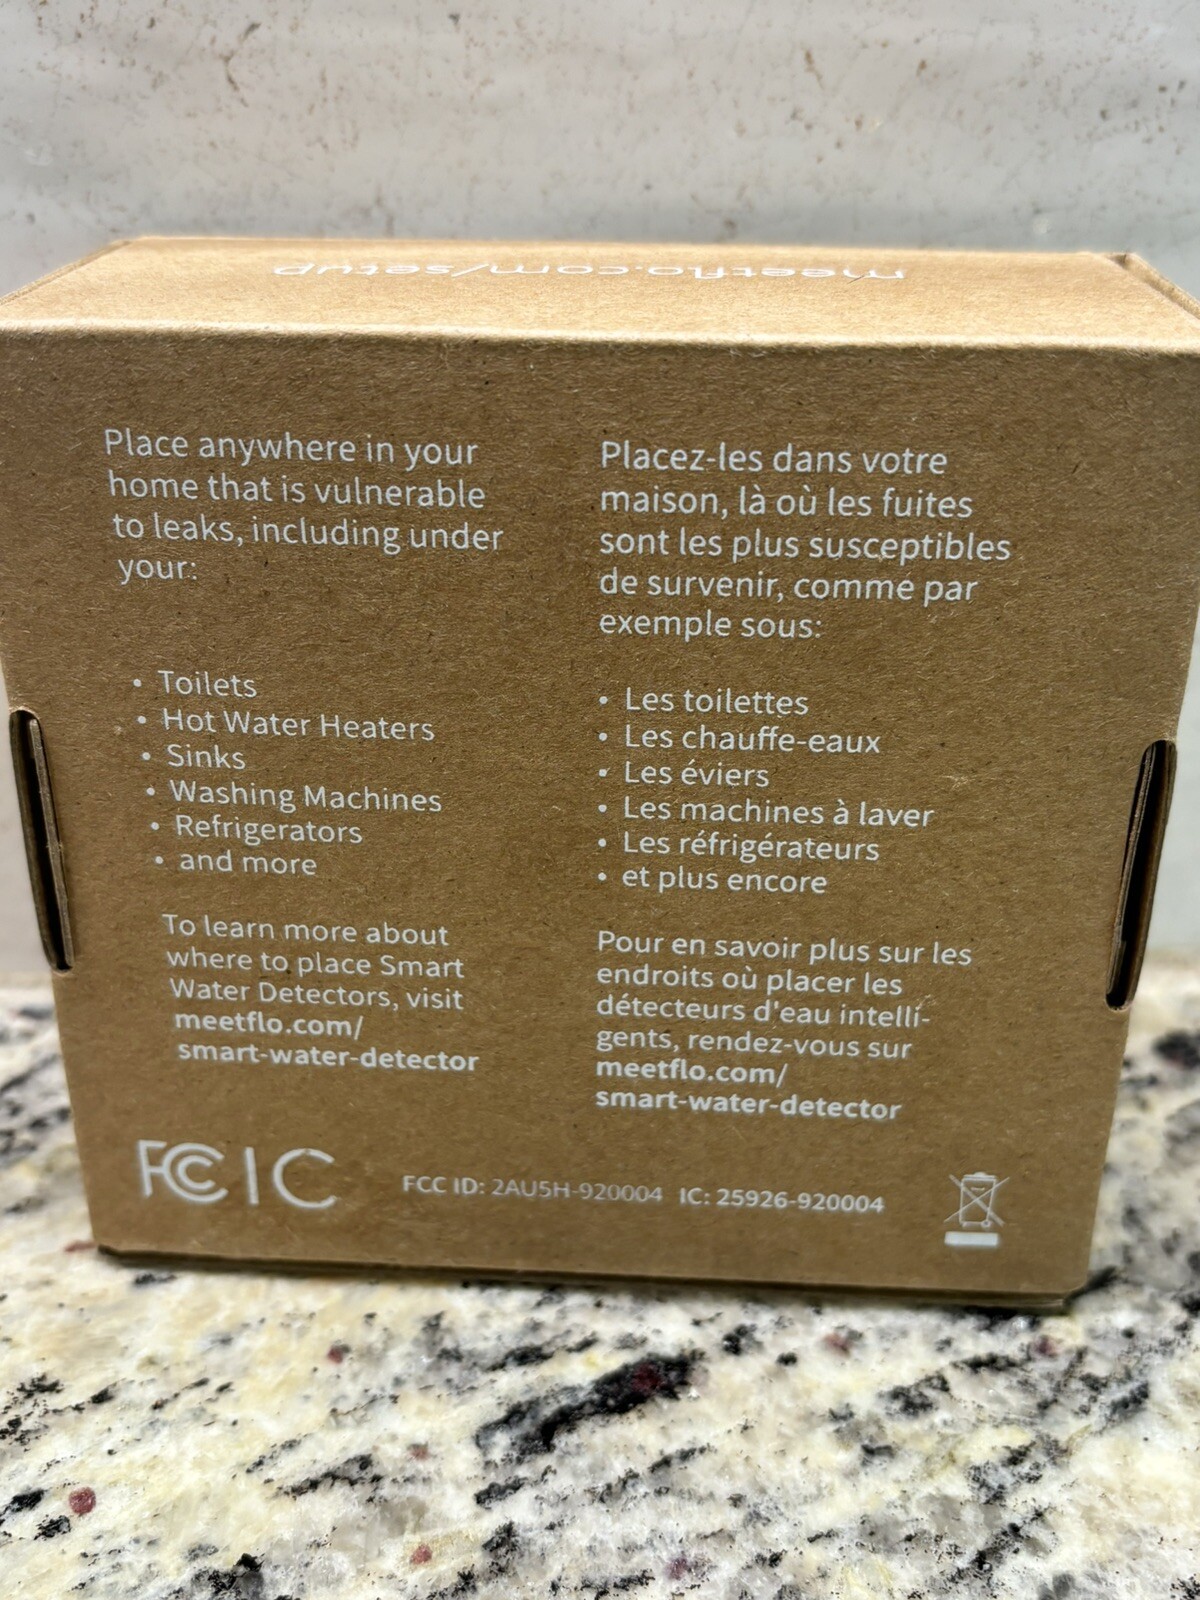 meetflo.com/setup
Place anywhere in your
home that is vulnerable
to leaks, including under
your:
• Toilets
• Hot Water Heaters
• Sinks
• Washing Machines
• Refrigerators
• and more
To learn more about
where to place Smart
Water Detectors, visit
meetflo.com/
smart-water-detector
Placez-les dans votre
maison, là où les fuites
sont les plus susceptibles
de survenir, comme par
exemple sous:
• Les toilettes
• Les chauffe-eaux
• Les éviers
• Les machines à laver
• Les réfrigérateurs
• et plus encore
Pour en savoir plus sur les
endroits où placer les
détecteurs d'eau intelli-
gents, rendez-vous sur
meetflo.com/
smart-water-detector
FC IC
FCC ID: 2AU5H-920004 IC: 25926-920004